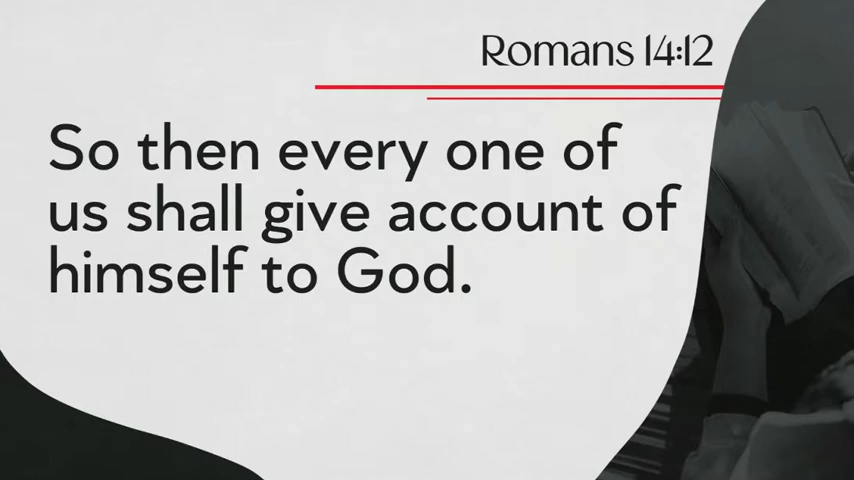 Romans 14:12
So then every one of
us shall give account of
himself to God.